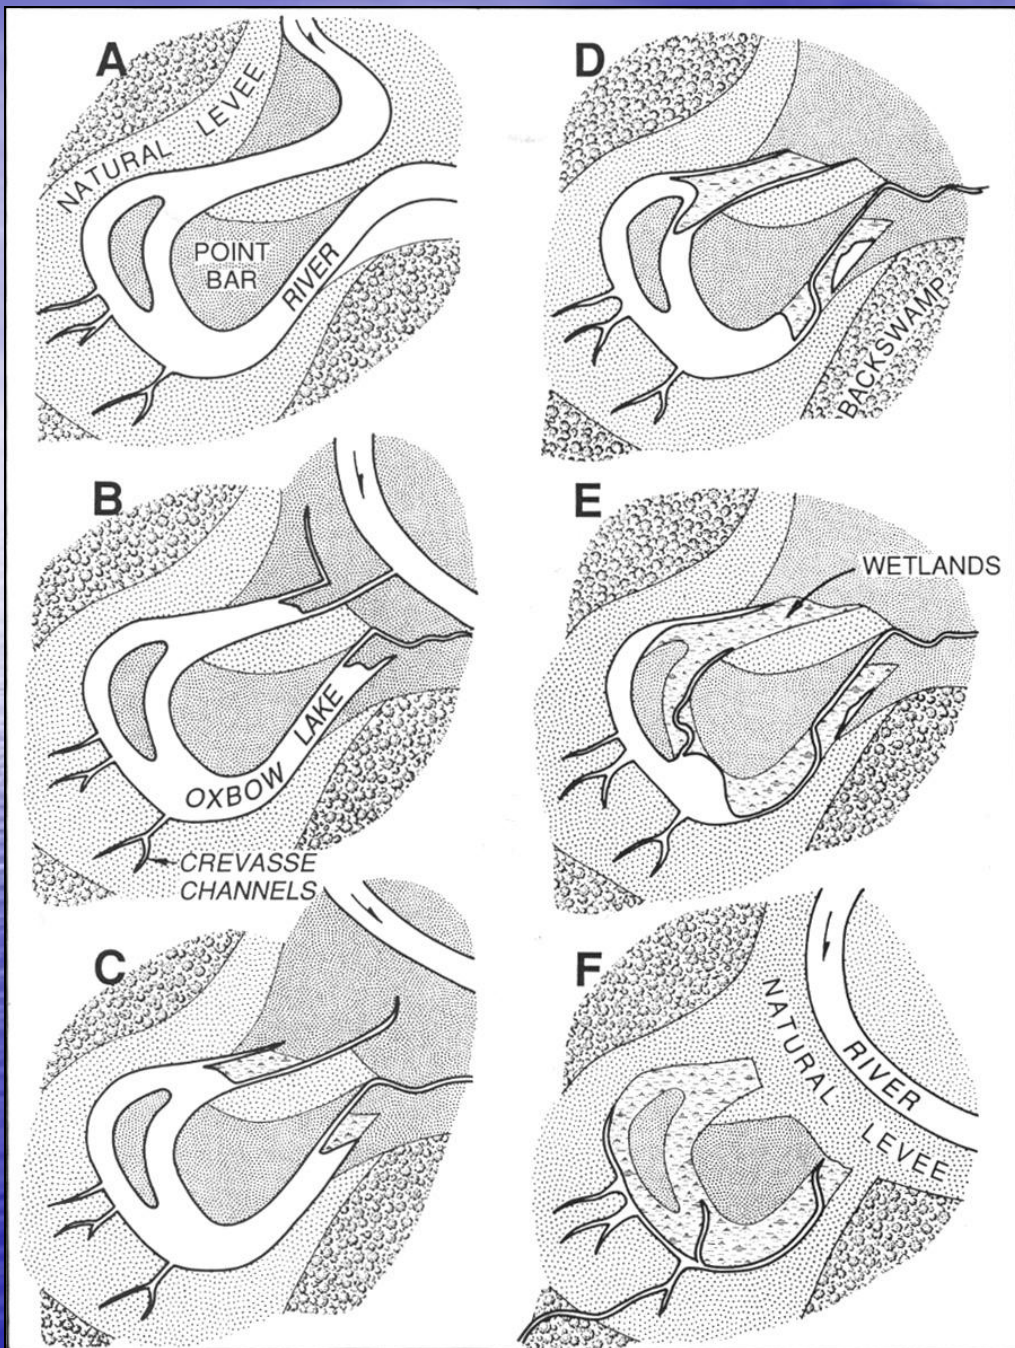 A
NATURAL LEVEE
POINT
BAR
RIVER
B
OXBOW LAKE
CREVASSE
CHANNELS
C
D
BACKSWAMP
E
WETLANDS
F
NATURAL LEVEE
RIVER